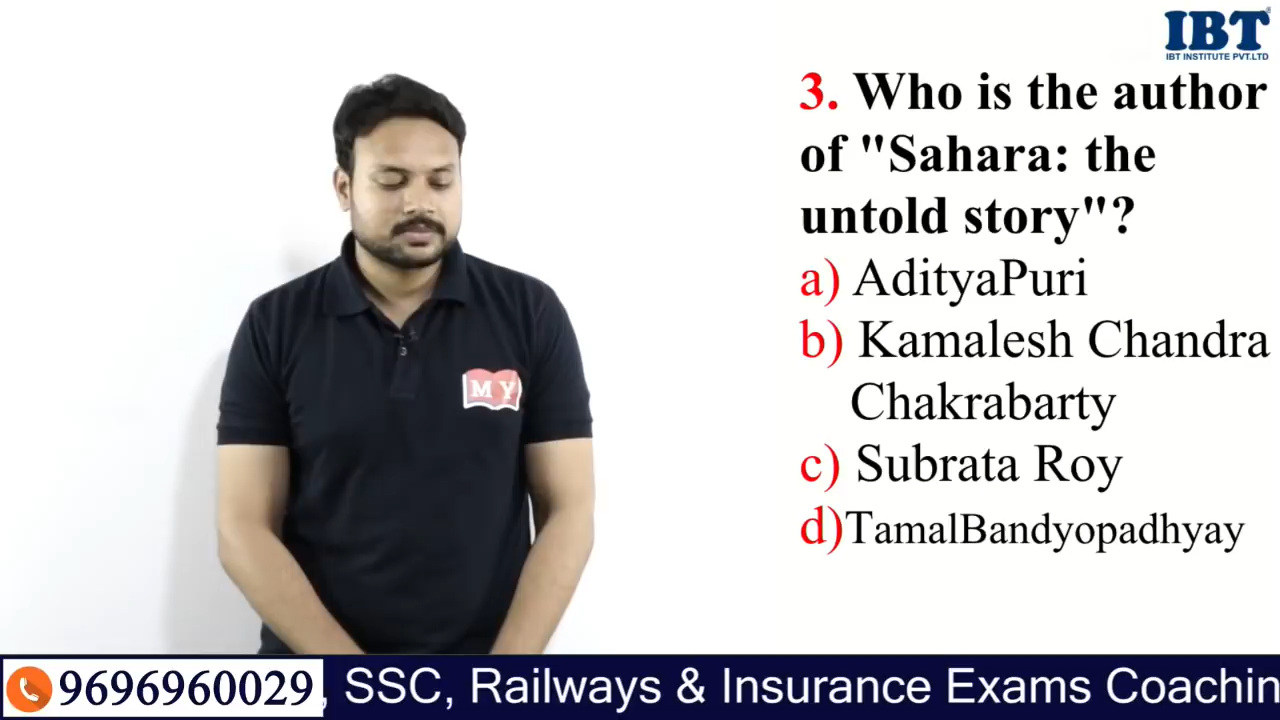 IBT
IBT INSTITUTE PVT.LTD
3. Who is the author
of "Sahara: the
untold story"?
a) AdityaPuri
b) Kamalesh Chandra
Chakrabarty
c) Subrata Roy
d)TamalBandyopadhyay
M Y
9696960029 , SSC, Railways & Insurance Exams Coachin